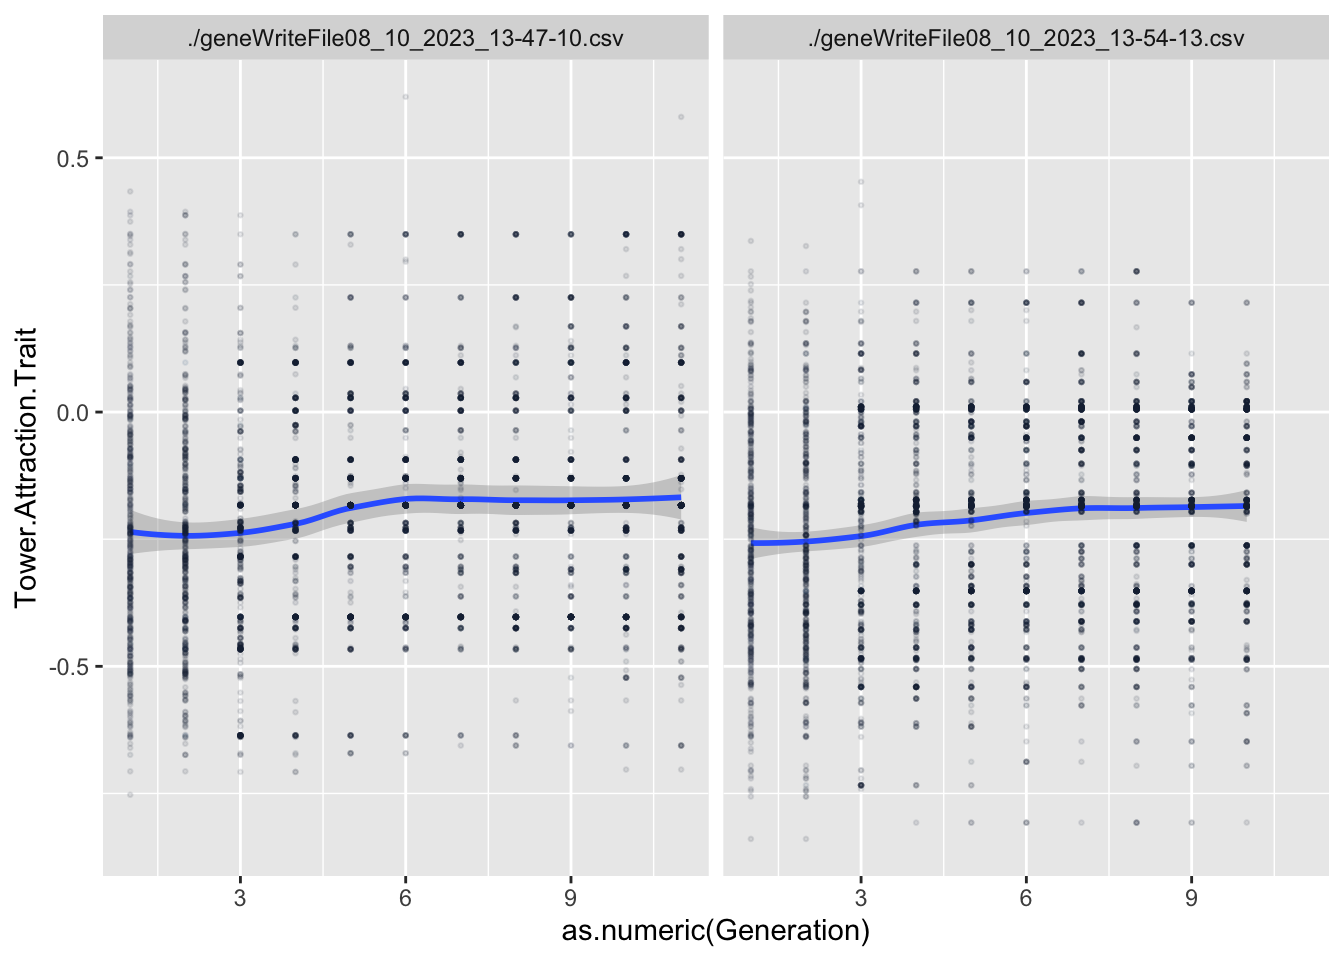 ./geneWriteFile08_10_2023_13-47-10.csv
./geneWriteFile08_10_2023_13-54-13.csv
Tower.Attraction.Trait
0.5
0.0
-0.5
3 6 9 3 6 9
as.numeric(Generation)